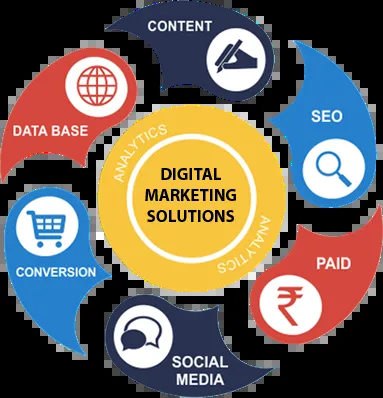 CONTENT
SEO
PAID
SOCIAL
MEDIA
CONVERSION
DATA BASE
ANALYTICS
DIGITAL
MARKETING
SOLUTIONS
ANALYTICS
₹